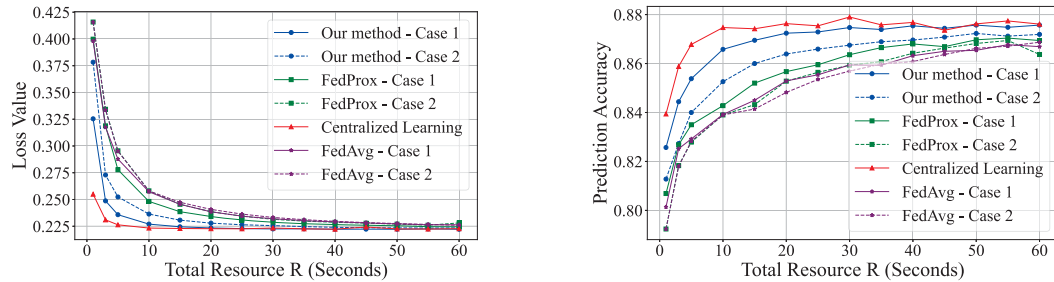 0.425
0.400
0.375
0.350
0.325
0.300
0.275
0.250
0.225
Loss Value
0 10 20 30 40 50 60
Total Resource R (Seconds)
Our method - Case 1
Our method - Case 2
FedProx - Case 1
FedProx - Case 2
Centralized Learning
FedAvg - Case 1
FedAvg - Case 2
0.88
0.86
0.84
0.82
0.80
Prediction Accuracy
0 10 20 30 40 50 60
Total Resource R (Seconds)
Our method - Case 1
Our method - Case 2
FedProx - Case 1
FedProx - Case 2
Centralized Learning
FedAvg - Case 1
FedAvg - Case 2